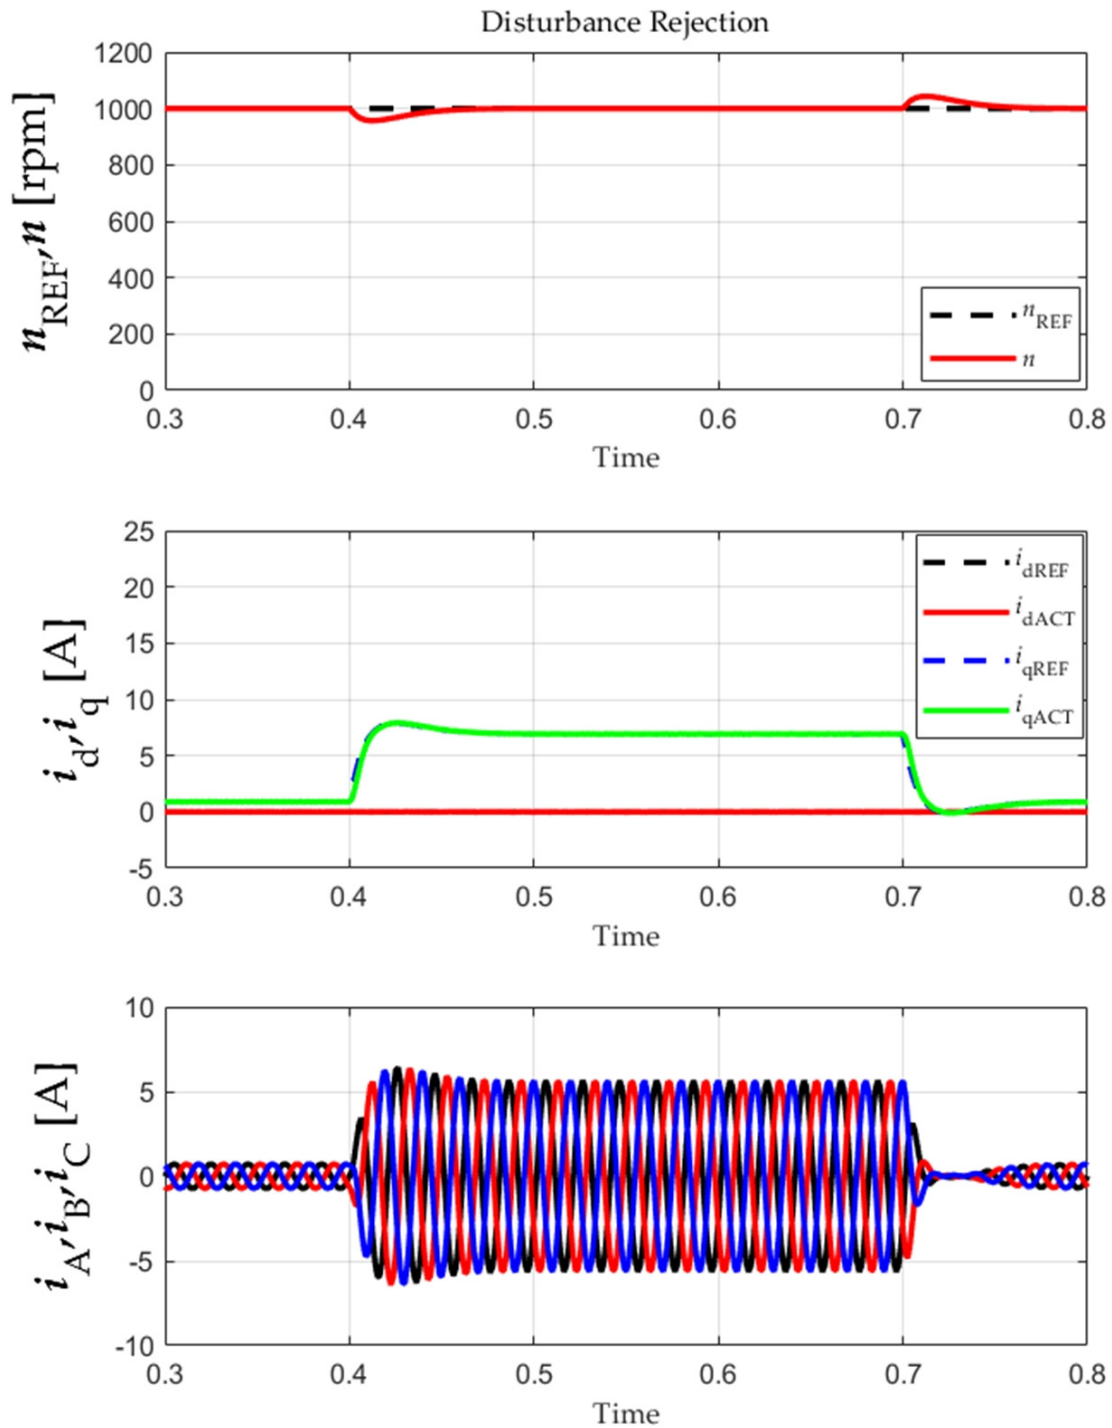 Disturbance Rejection
1200
1000
800
600
400
200
0
0.3 0.4 0.5 0.6 0.7 0.8
Time
nREF,n [rpm]
nREF
n
25
20
15
10
5
0
-5
0.3 0.4 0.5 0.6 0.7 0.8
Time
id,iq [A]
idREF
idACT
iqREF
iqACT
10
5
0
-5
-10
0.3 0.4 0.5 0.6 0.7 0.8
Time
iA,iB,iC [A]